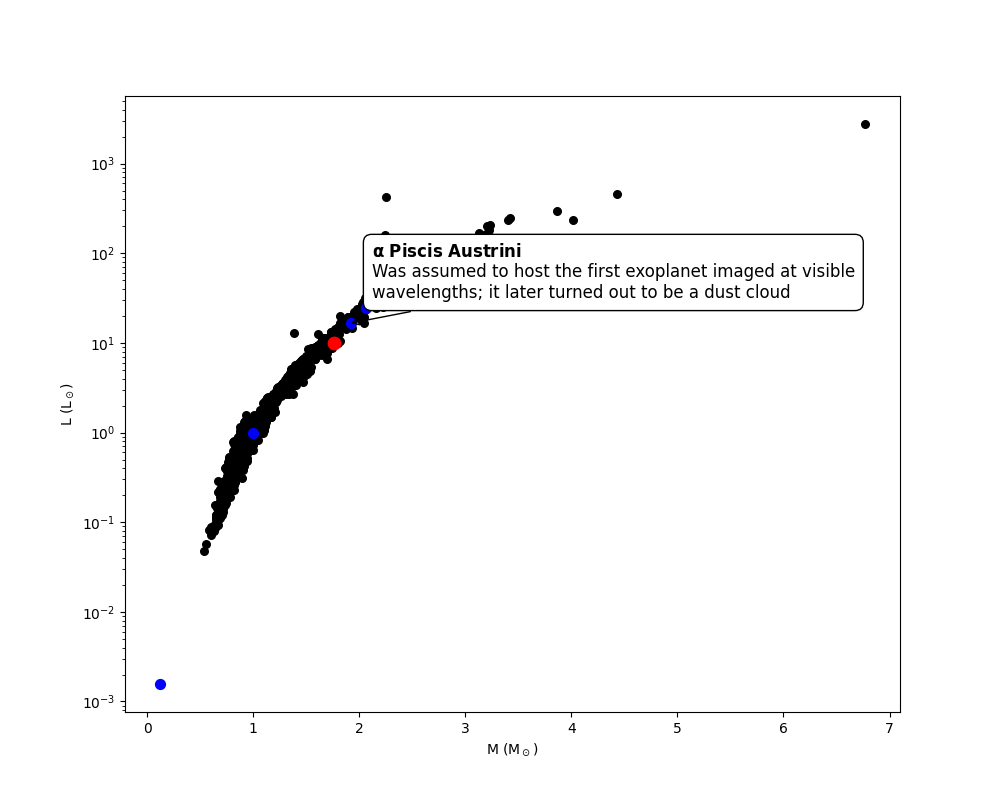 α Piscis Austrini
Was assumed to host the first exoplanet imaged at visible
wavelengths; it later turned out to be a dust cloud
10³
10²
10¹
10⁰
10⁻¹
10⁻²
10⁻³
L (L☉)
0 1 2 3 4 5 6 7
M (M☉)